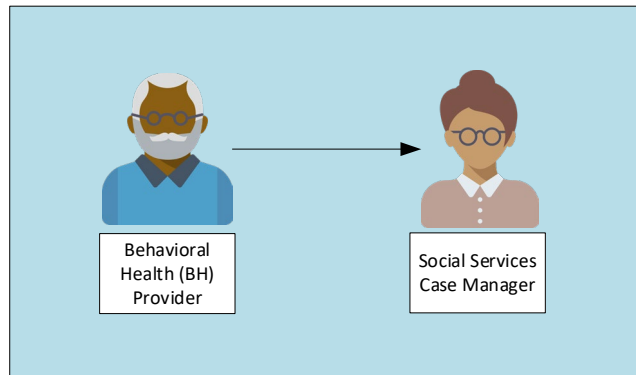 Behavioral
Health (BH)
Provider
Social Services
Case Manager